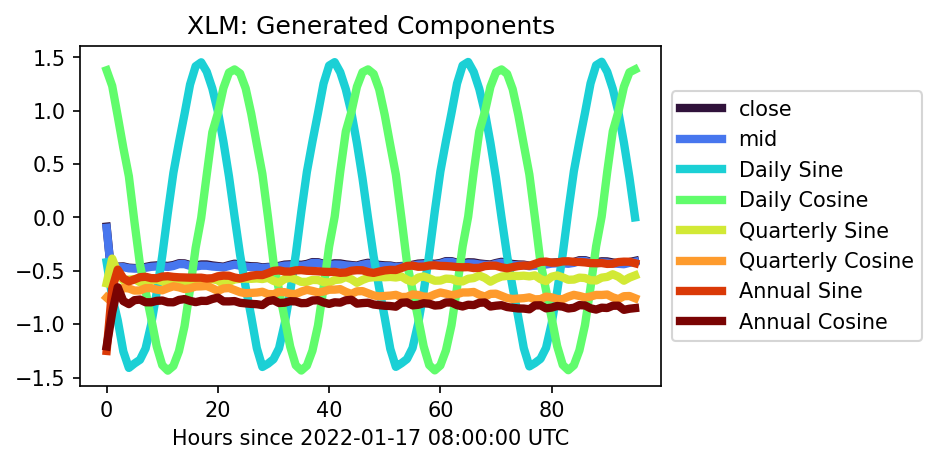 XLM: Generated Components
1.5
1.0
0.5
0.0
−0.5
−1.0
−1.5
0
20
40
60
80
Hours since 2022-01-17 08:00:00 UTC
close
mid
Daily Sine
Daily Cosine
Quarterly Sine
Quarterly Cosine
Annual Sine
Annual Cosine